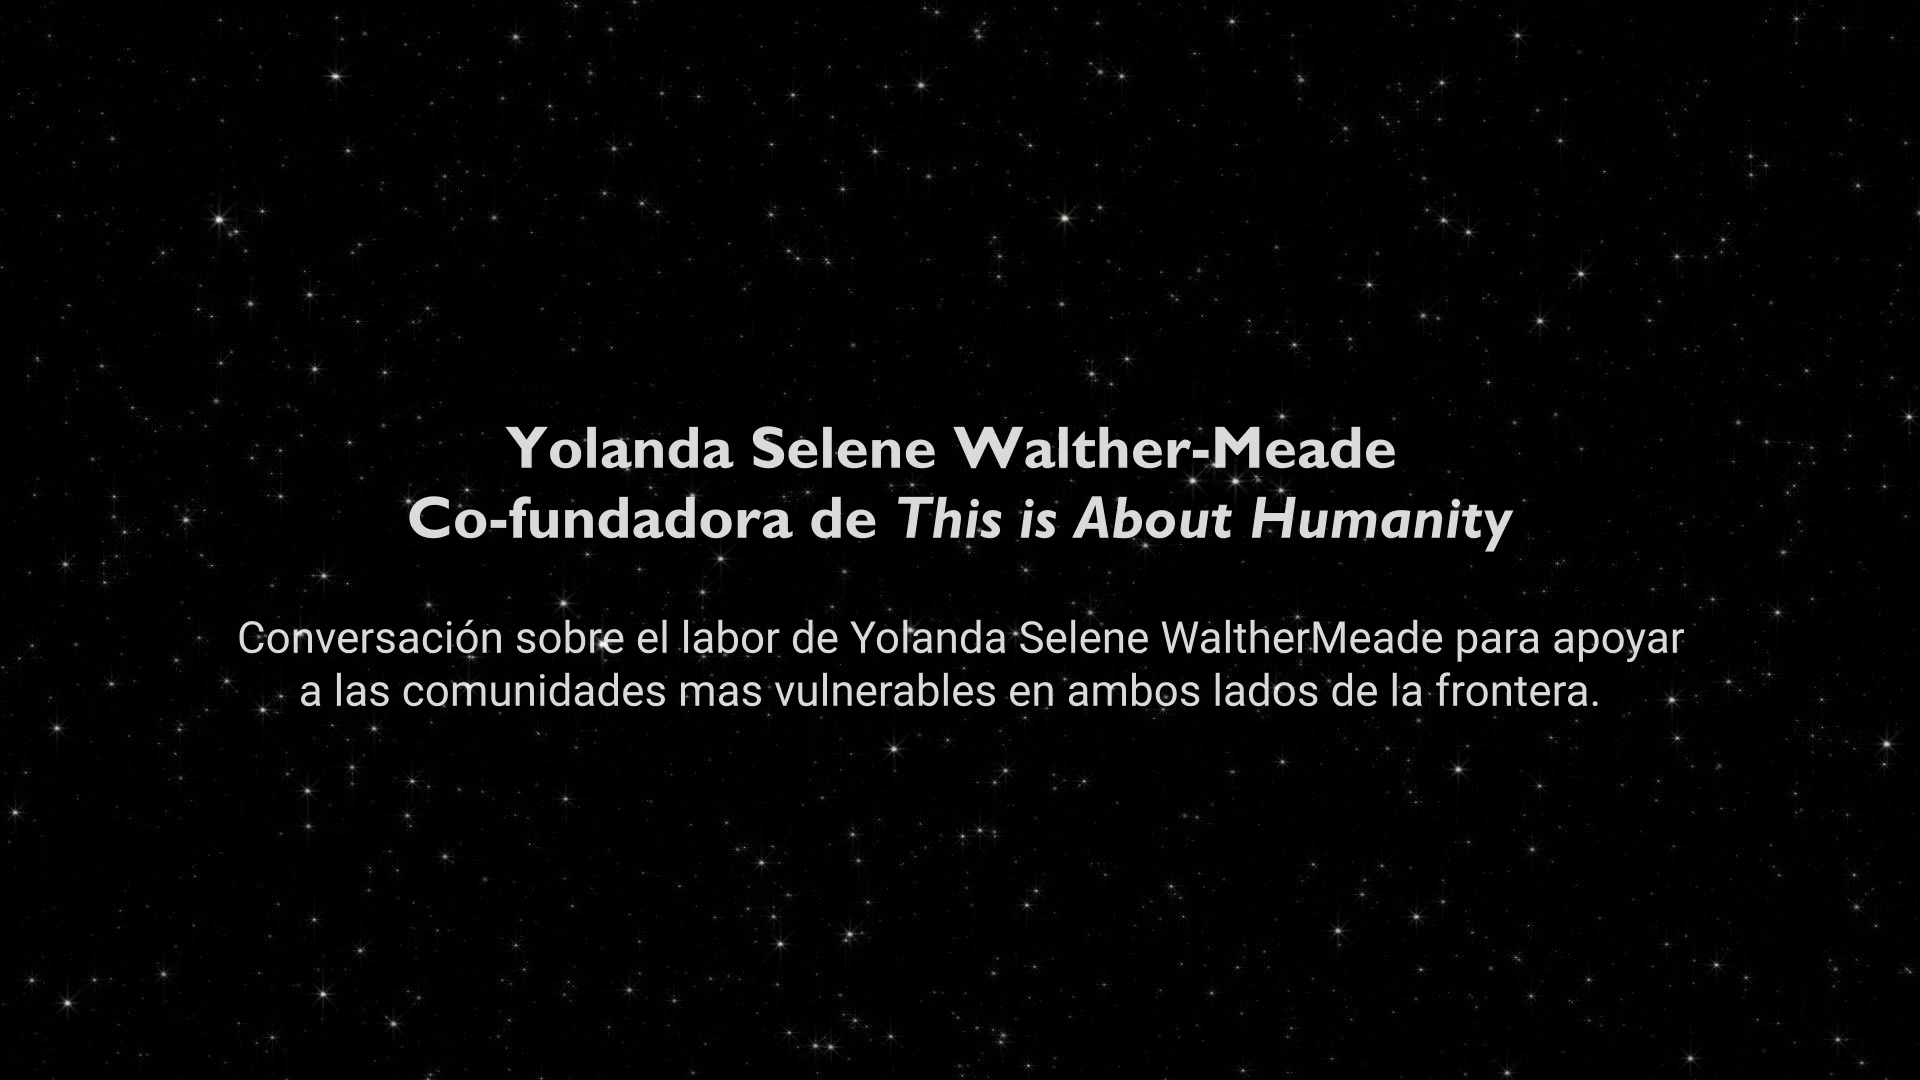 Yolanda Selene Walther-Meade
Co-fundadora de This is About Humanity
Conversación sobre el labor de Yolanda Selene WaltherMeade para apoyar
a las comunidades mas vulnerables en ambos lados de la frontera.